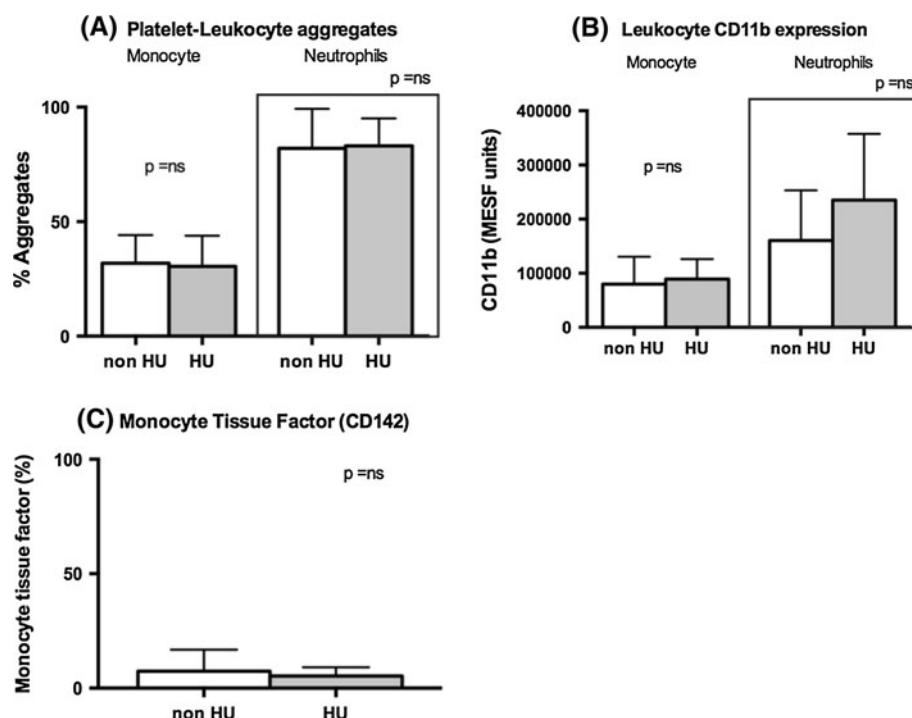 (A) Platelet-Leukocyte aggregates
Monocyte Neutrophils
p =ns
100
p =ns
50
0
% Aggregates
non HU HU non HU HU
(B) Leukocyte CD11b expression
Monocyte Neutrophils
p =ns
400000
300000
p =ns
200000
100000
0
CD11b (MESF units)
non HU HU non HU HU
(C) Monocyte Tissue Factor (CD142)
100
p =ns
50
0
Monocyte tissue factor (%)
non HU HU